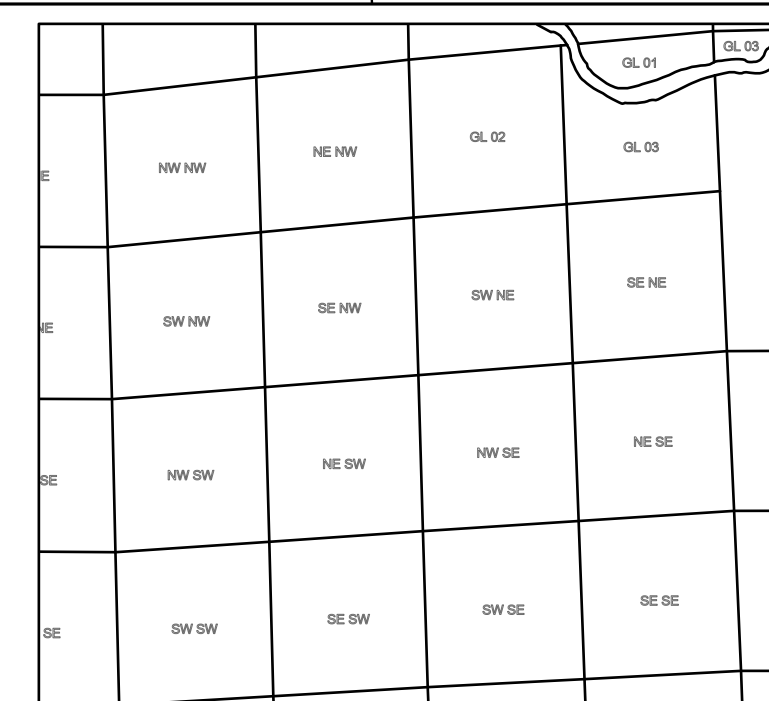 GL 03
GL 01
GL 02
GL 03
NE NW
NW NW
E
SE NE
SW NE
SE NW
SW NW
NE
NE SE
NW SE
NE SW
NW SW
SE
SE SE
SW SE
SE SW
SW SW
SE